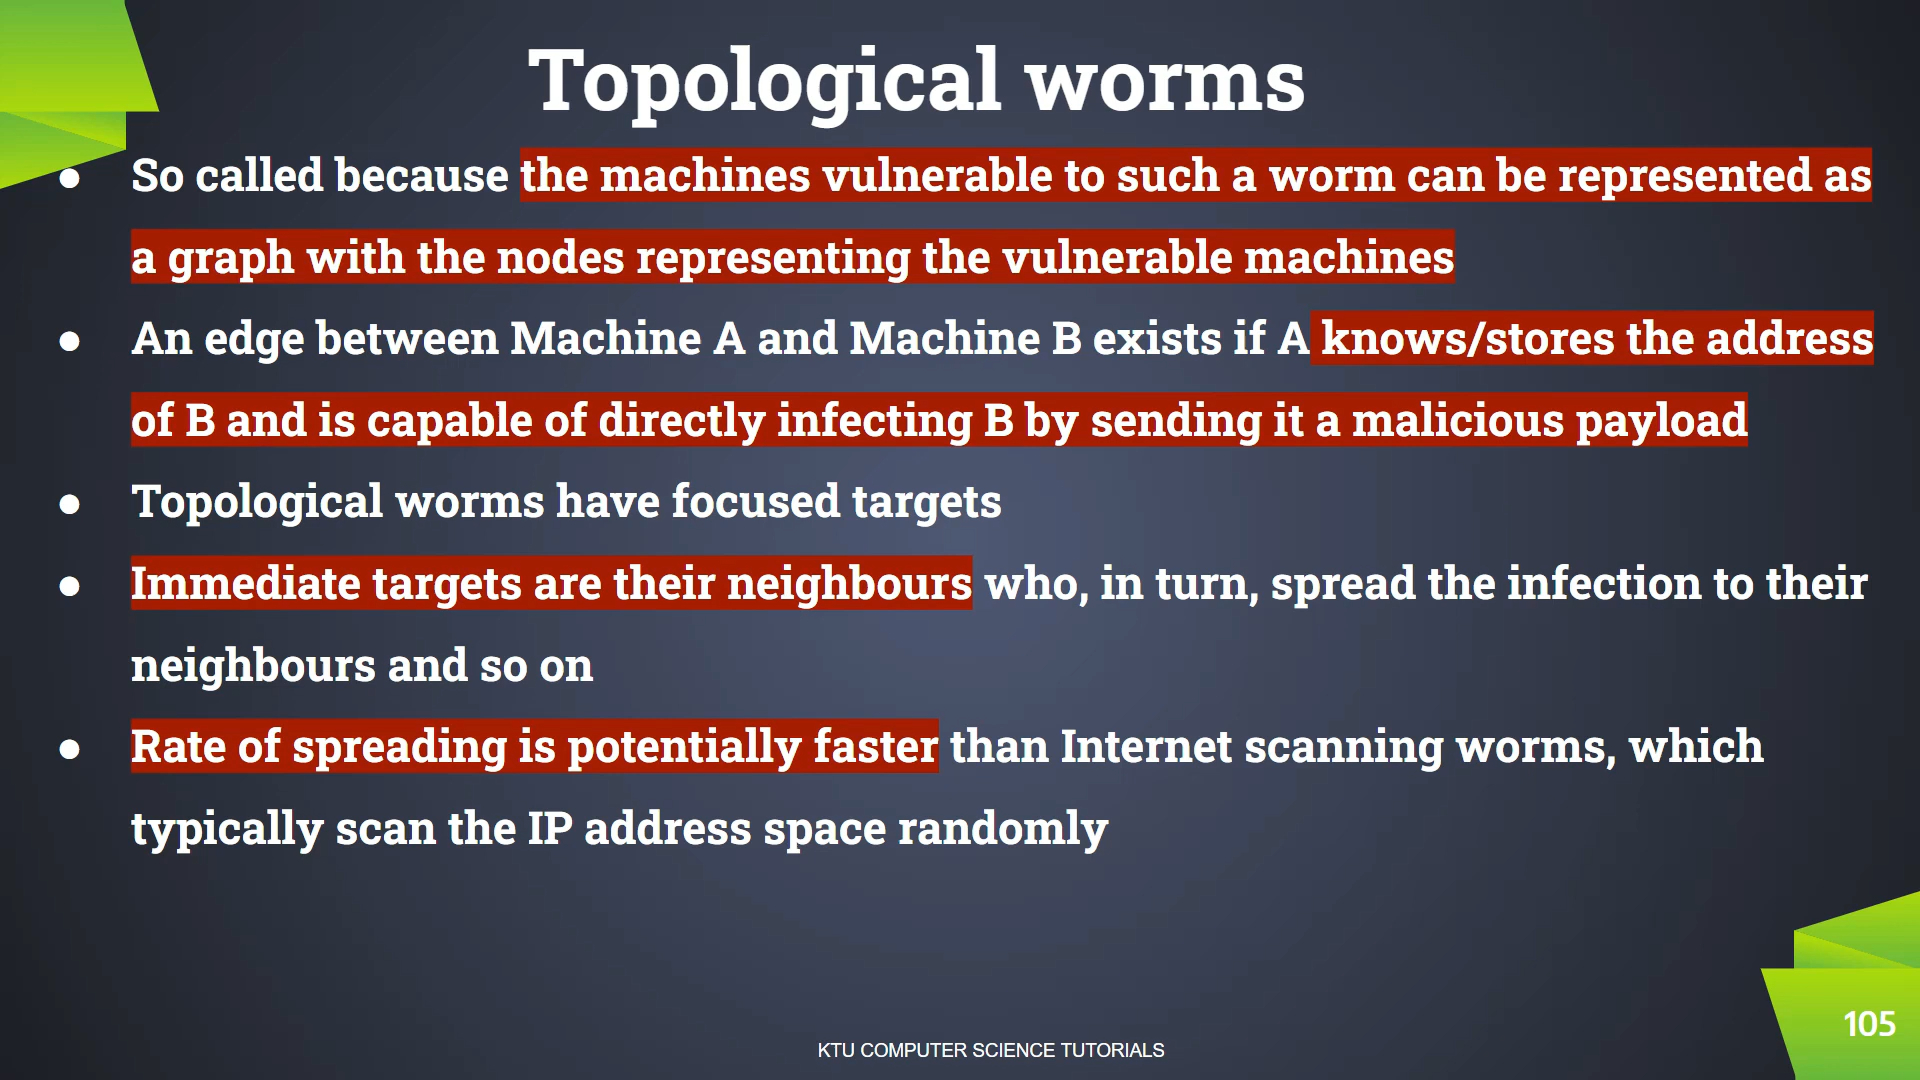 Topological worms
● So called because the machines vulnerable to such a worm can be represented as
a graph with the nodes representing the vulnerable machines
● An edge between Machine A and Machine B exists if A knows/stores the address
of B and is capable of directly infecting B by sending it a malicious payload
● Topological worms have focused targets
● Immediate targets are their neighbours who, in turn, spread the infection to their
neighbours and so on
● Rate of spreading is potentially faster than Internet scanning worms, which
typically scan the IP address space randomly
105
KTU COMPUTER SCIENCE TUTORIALS